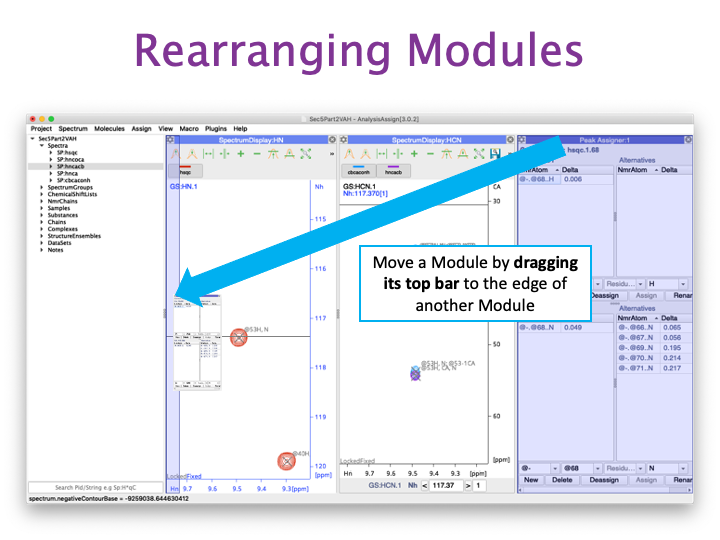 Rearranging Modules
Sec5Part2VAH - AnalysisAssign[3.0.2]
Project Spectrum Molecules Assign View Macro Plugins Help
Sec5Part2VAH
Spectra
SP:hsqc
SP:hncoca
SP:hncacb
SP:hnca
SP:cbcaconh
SpectrumGroups
ChemicalShiftLists
NmrChains
Samples
Substances
Chains
Complexes
StructureEnsembles
DataSets
Notes
Search Pid/String e.g Sp:H*qC
spectrum.negativeContourBase = -9259038.644630412
SpectrumDisplay:HN
»
hsqc
GS:HN.1
Nh
115
116
117
118
119
120
[ppm]
@53H, N
@40H
LockedFixed
Hn 9.7 9.6 9.5 9.4 9.3[ppm]
SpectrumDisplay:HCN
cbcaconh hncacb
GS:HCN.1
Nh:117.370[1]
CA
30
50
60
[ppm]
@53H, N; @53-1CA
@53H, CA, N
LockedFixed
Hn 9.7 9.6 9.5 9.4 [ppm]
GS:HCN.1 Nh < 117.37 > 1
Move a Module by dragging
its top bar to the edge of
another Module
Peak Assigner:1
hsqc.1.68
Alternatives
NmrAtom Delta NmrAtom Delta
@-.@68..H 0.006
Residu... H
Deassign Assign Renar
Alternatives
NmrAtom Delta
@-.@68..N 0.049 @-.@66..N 0.065
@-.@67..N 0.056
@-.@69..N 0.195
@-.@70..N 0.214
@-.@71..N 0.217
@- @68 Residu... N
New Delete Deassign Assign Renar